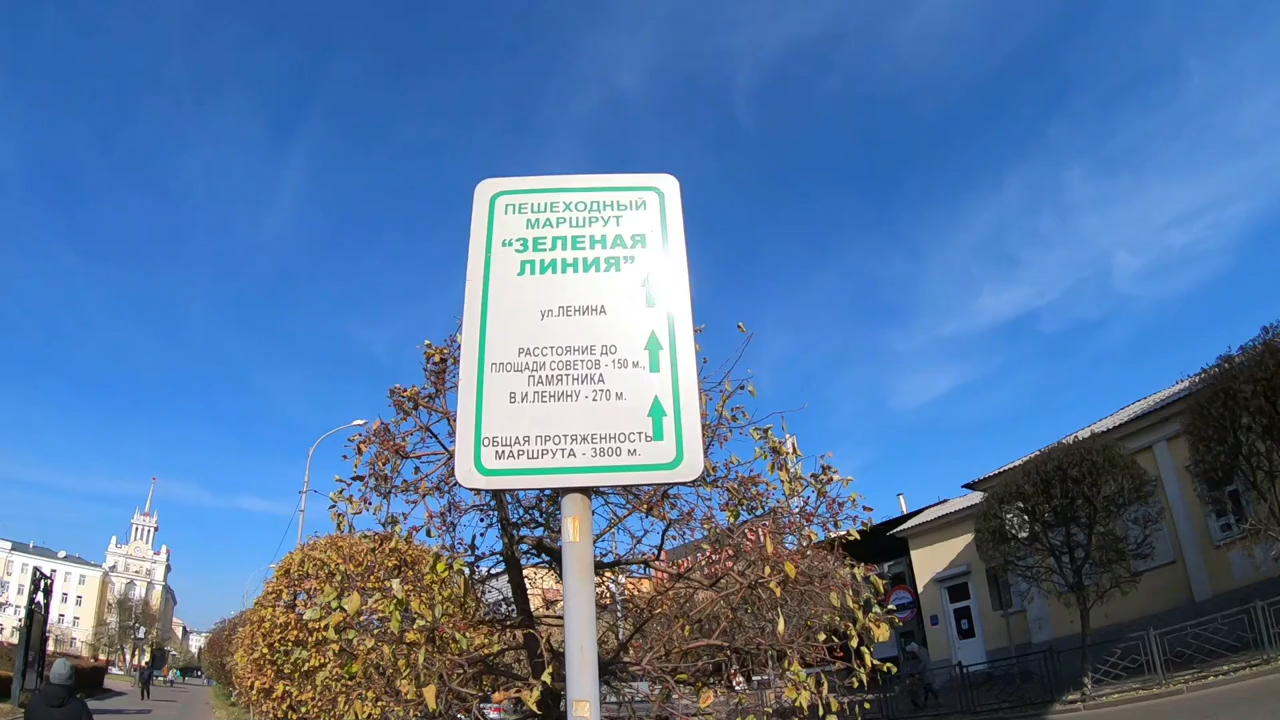 ПЕШЕХОДНЫЙ
МАРШРУТ
“ЗЕЛЕНАЯ
ЛИНИЯ”
ул.ЛЕНИНА
РАССТОЯНИЕ ДО
ПЛОЩАДИ СОВЕТОВ - 150 м.,
ПАМЯТНИКА
В.И.ЛЕНИНУ - 270 м.
ОБЩАЯ ПРОТЯЖЕННОСТЬ
МАРШРУТА - 3800 м.